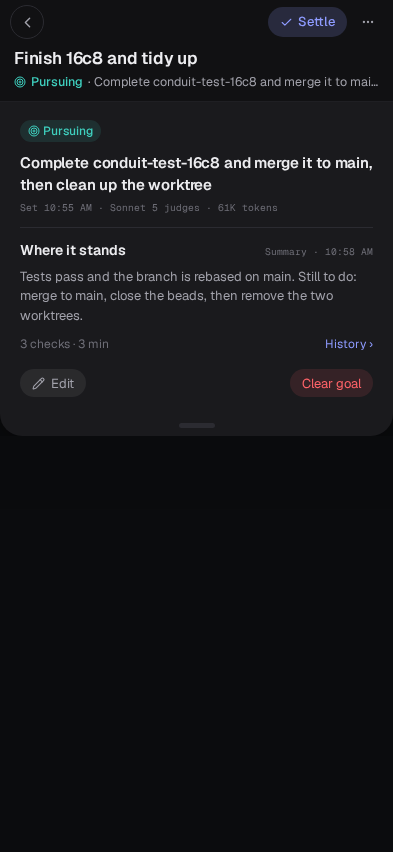 Settle
Finish 16c8 and tidy up
Pursuing · Complete conduit-test-16c8 and merge it to mai…
Pursuing
Complete conduit-test-16c8 and merge it to main,
then clean up the worktree
Set 10:55 AM · Sonnet 5 judges · 61K tokens
Where it stands
Summary · 10:58 AM
Tests pass and the branch is rebased on main. Still to do:
merge to main, close the beads, then remove the two
worktrees.
3 checks · 3 min
History ›
Edit
Clear goal